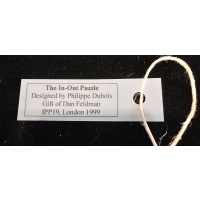 The In-Out Puzzle
Designed by Philippe Dubois
Gift of Dan Feldman
IPP19, London 1999